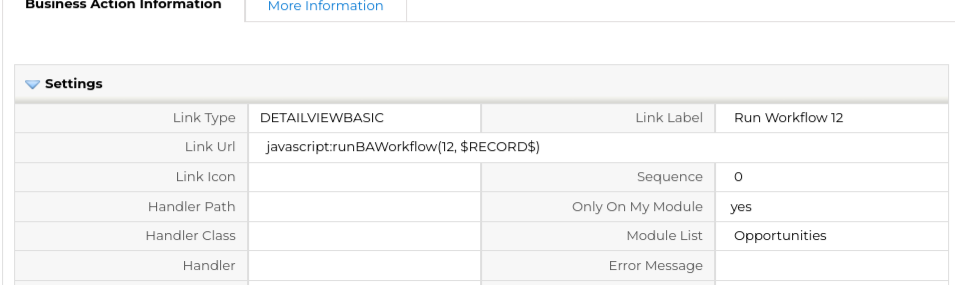 Business Action Information More Information
Settings
Link Type DETAILVIEWBASIC Link Label Run Workflow 12
Link Url javascript:runBAWorkflow(12, $RECORD$)
Link Icon Sequence 0
Handler Path Only On My Module yes
Handler Class Module List Opportunities
Handler Error Message